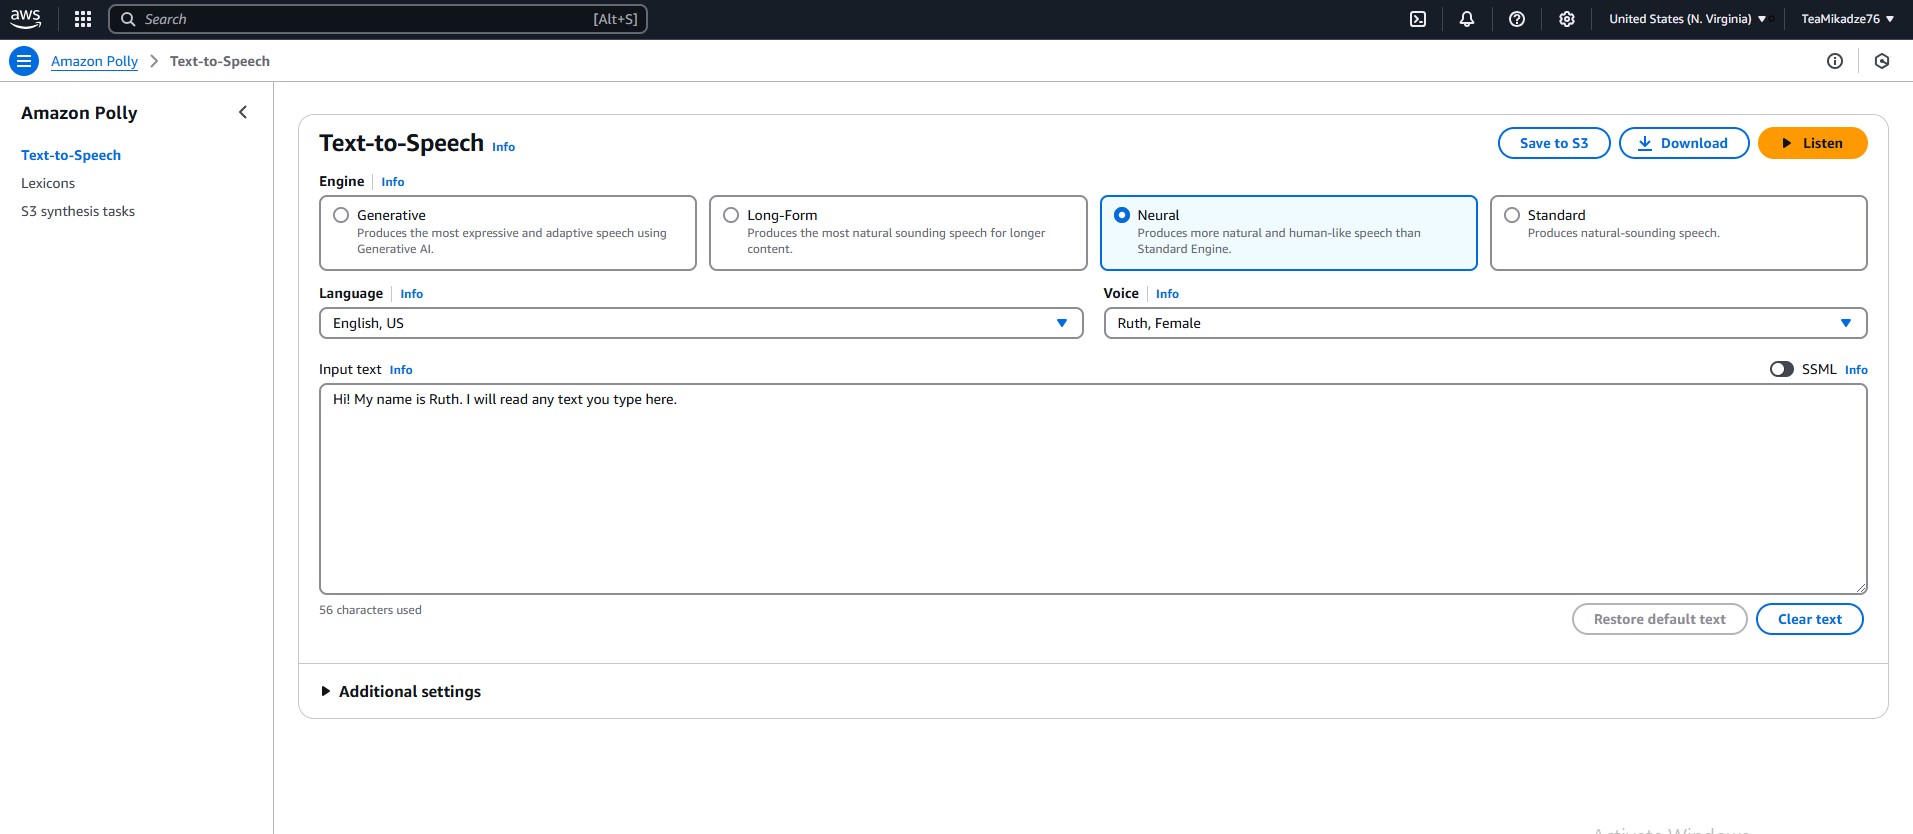 aws
Search
[Alt+S]
United States (N. Virginia)
TeaMikadze76
Amazon Polly
Text-to-Speech
Amazon Polly
Text-to-Speech
Lexicons
S3 synthesis tasks
Text-to-Speech Info
Save to S3
Download
Listen
Engine Info
Generative
Produces the most expressive and adaptive speech using
Generative AI.
Long-Form
Produces the most natural sounding speech for longer
content.
Neural
Produces more natural and human-like speech than
Standard Engine.
Standard
Produces natural-sounding speech.
Language Info
English, US
Voice Info
Ruth, Female
Input text Info
SSML Info
Hi! My name is Ruth. I will read any text you type here.
56 characters used
Restore default text
Clear text
Additional settings
Activate Windows